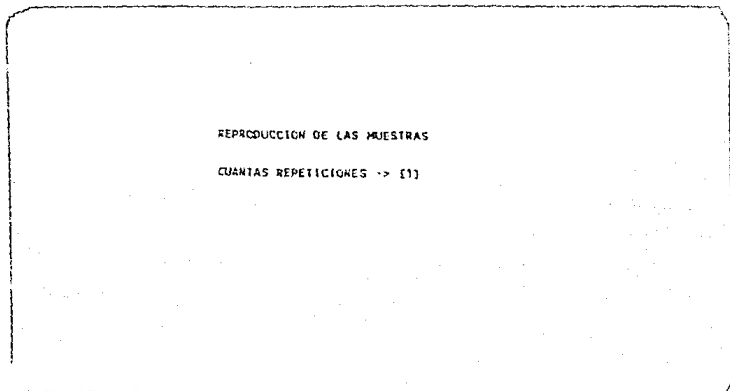 REPRODUCCION DE LAS MUESTRAS
CUANTAS REPETICIONES -> [1]